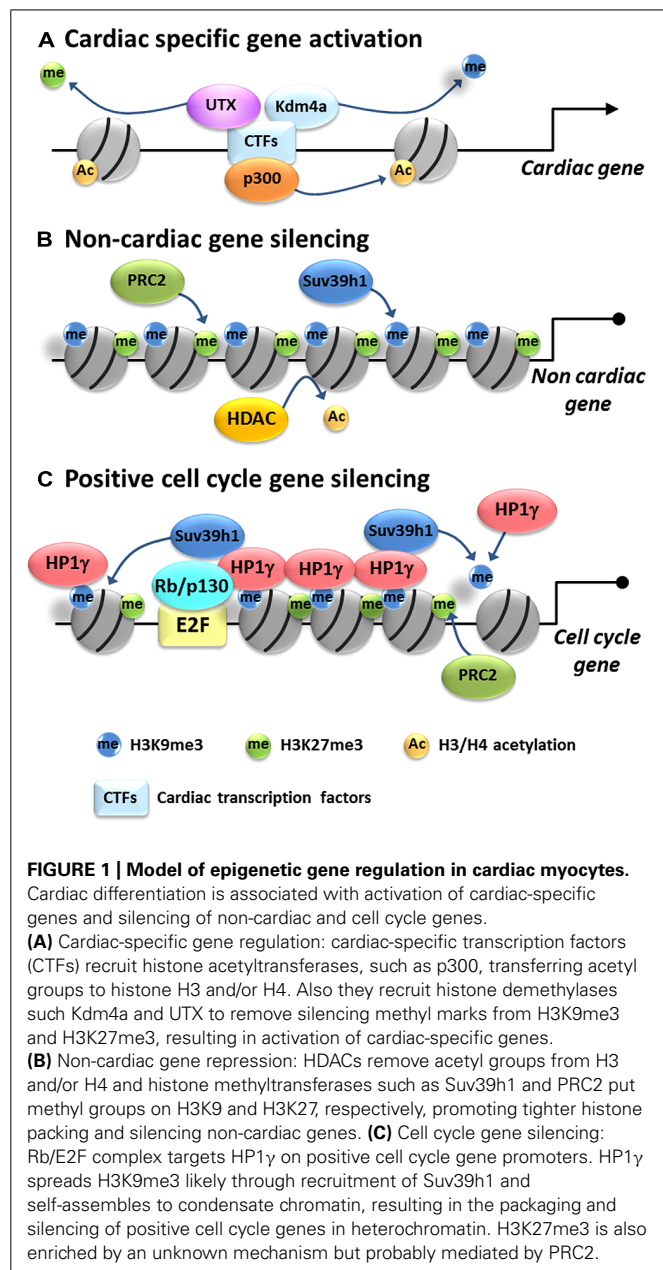 A Cardiac specific gene activation
me
UTX
Kdm4a
me
CTFs
Ac
p300
Ac
Cardiac gene
B Non-cardiac gene silencing
PRC2
Suv39h1
me me me me me me
me me me me me me
HDAC
Ac
Non cardiac
gene
C Positive cell cycle gene silencing
HP1γ
Suv39h1
Suv39h1
HP1γ
HP1γ HP1γ HP1γ
me
Rb/p130
me me me me
me me me me me
E2F
Cell cycle
gene
PRC2
me H3K9me3
me H3K27me3
Ac H3/H4 acetylation
CTFs Cardiac transcription factors
FIGURE 1 | Model of epigenetic gene regulation in cardiac myocytes.
Cardiac differentiation is associated with activation of cardiac-specific
genes and silencing of non-cardiac and cell cycle genes.
(A) Cardiac-specific gene regulation: cardiac-specific transcription factors
(CTFs) recruit histone acetyltransferases, such as p300, transferring acetyl
groups to histone H3 and/or H4. Also they recruit histone demethylases
such Kdm4a and UTX to remove silencing methyl marks from H3K9me3
and H3K27me3, resulting in activation of cardiac-specific genes.
(B) Non-cardiac gene repression: HDACs remove acetyl groups from H3
and/or H4 and histone methyltransferases such as Suv39h1 and PRC2 put
methyl groups on H3K9 and H3K27, respectively, promoting tighter histone
packing and silencing non-cardiac genes. (C) Cell cycle gene silencing:
Rb/E2F complex targets HP1γ on positive cell cycle gene promoters. HP1γ
spreads H3K9me3 likely through recruitment of Suv39h1 and
self-assembles to condensate chromatin, resulting in the packaging and
silencing of positive cell cycle genes in heterochromatin. H3K27me3 is also
enriched by an unknown mechanism but probably mediated by PRC2.